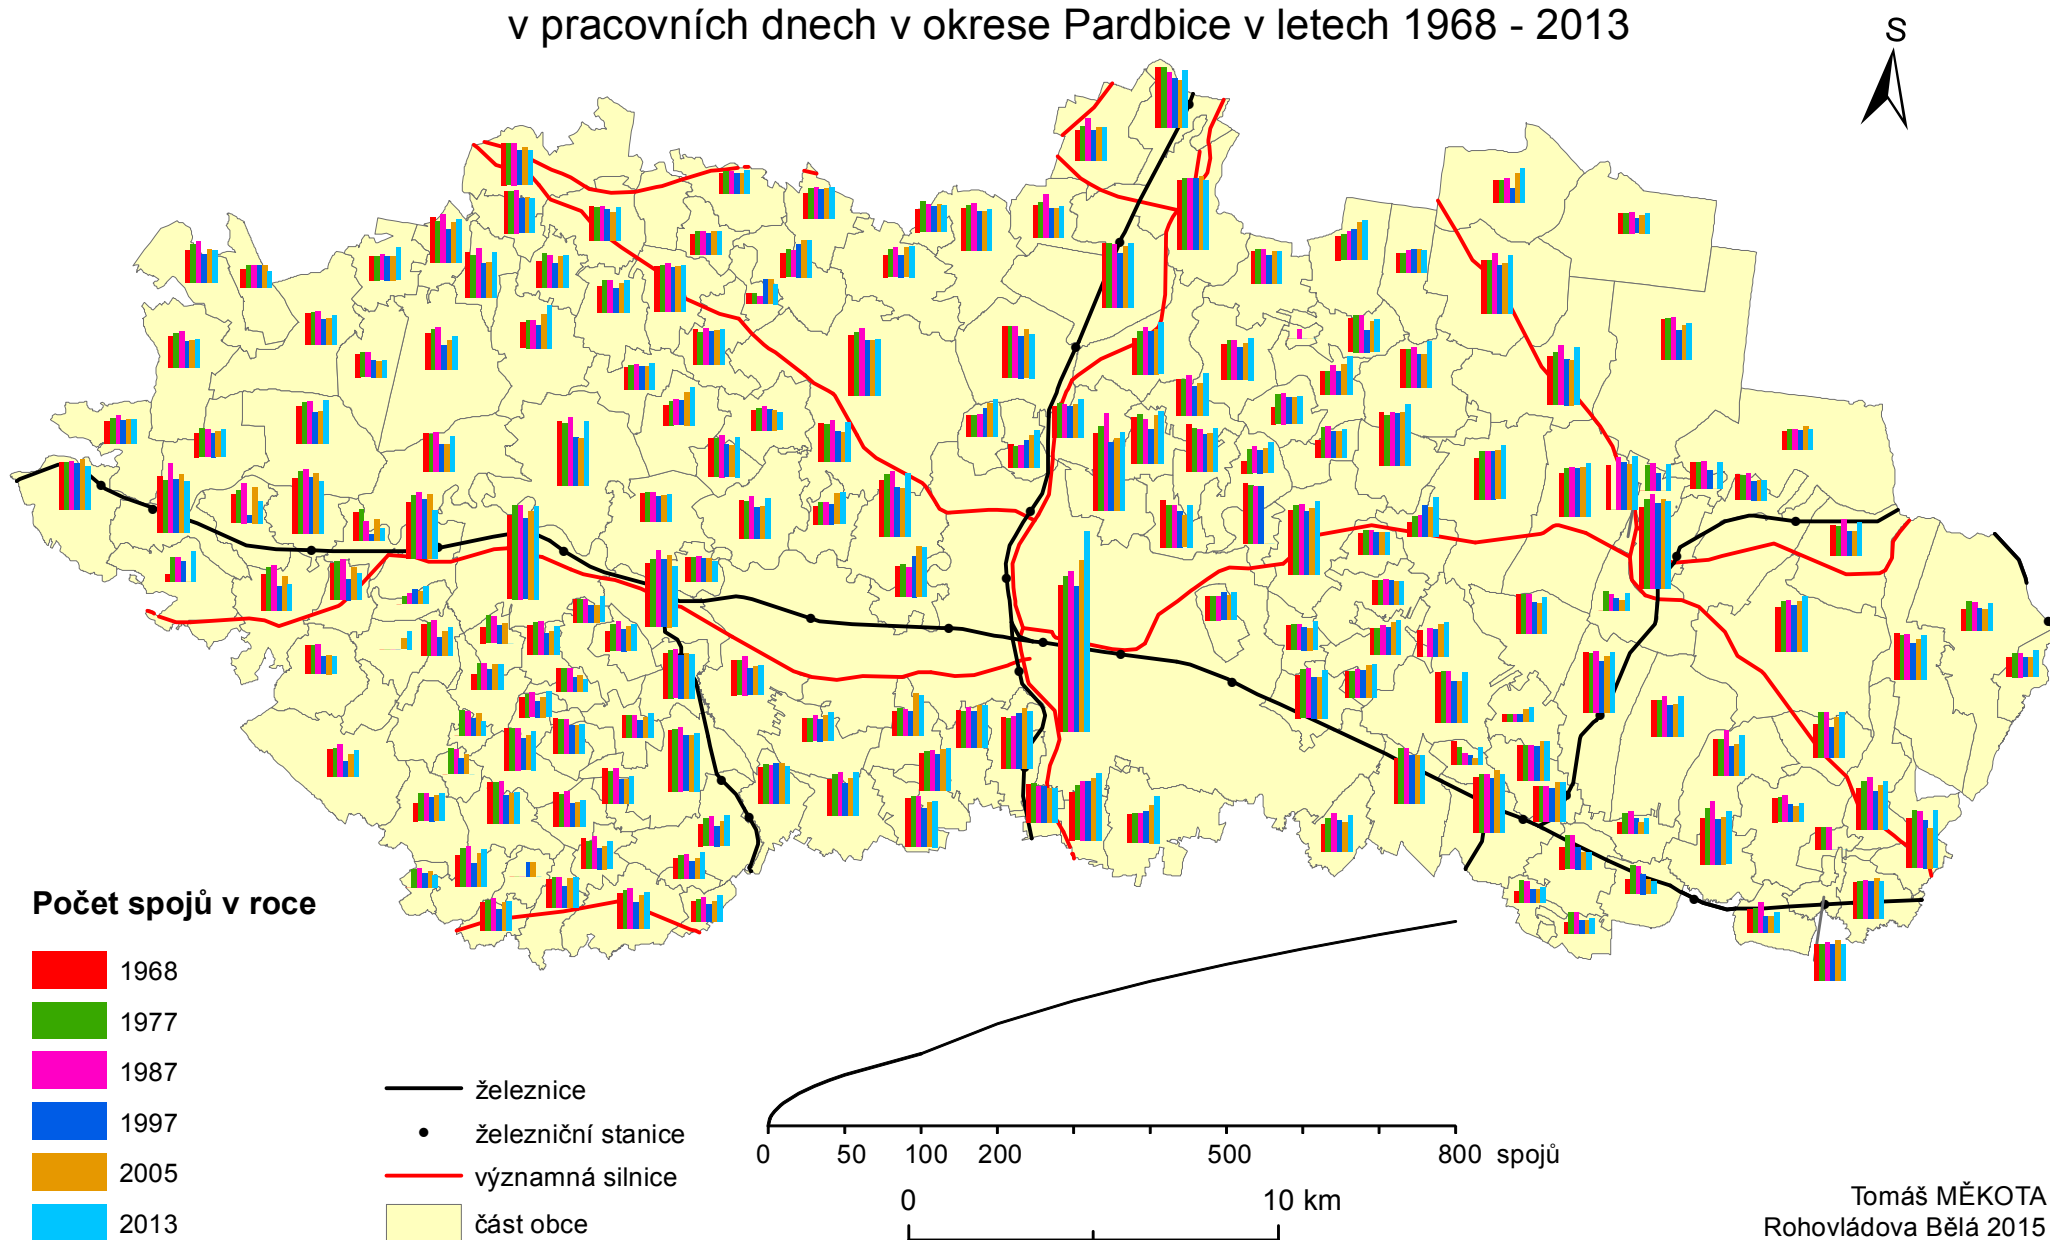 v pracovních dnech v okrese Pardbice v letech 1968 - 2013
S
Počet spojů v roce
1968
1977
1987
1997
2005
2013
železnice
železniční stanice
významná silnice
část obce
0 50 100 200 500 800 spojů
0 10 km
Tomáš MĚKOTA
Rohovládova Bělá 2015